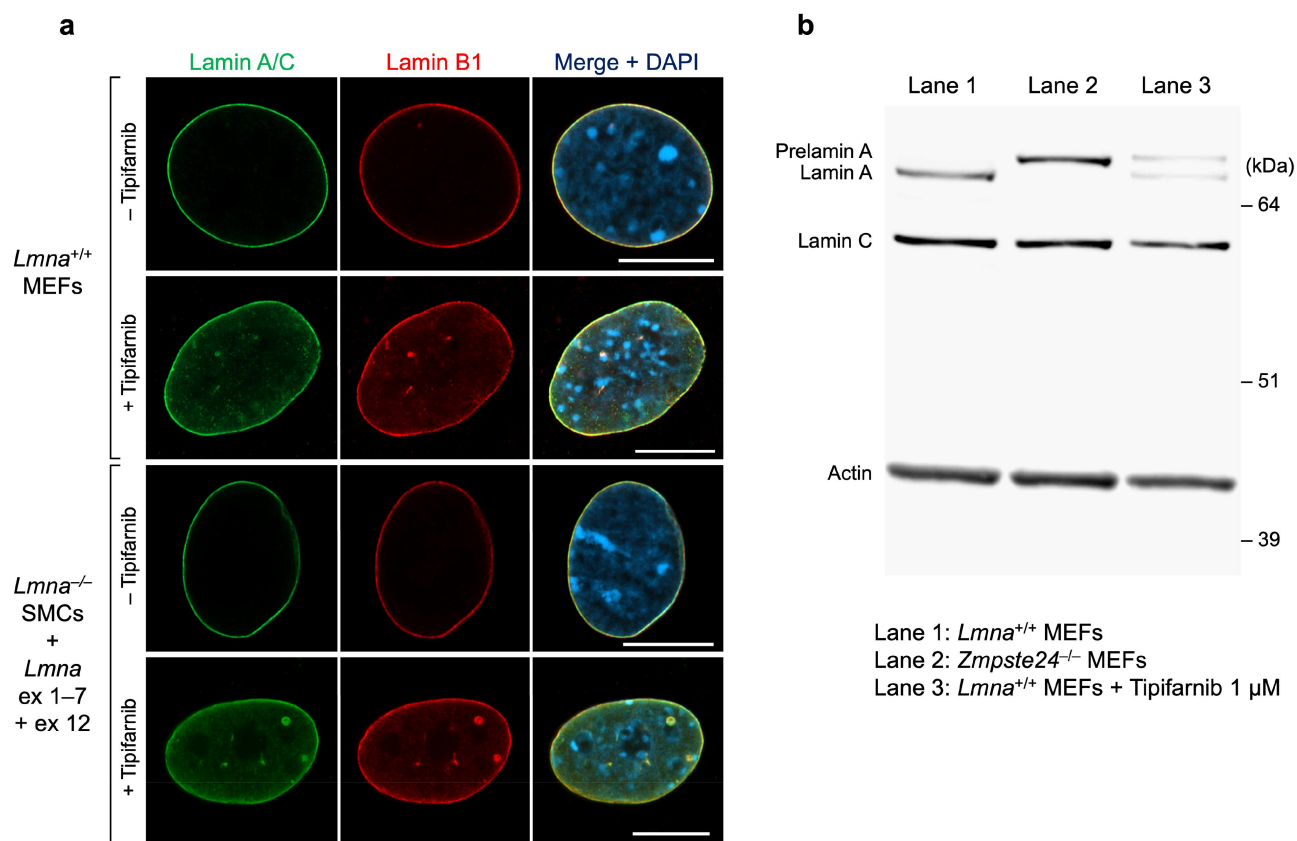 a
Lamin A/C Lamin B1 Merge + DAPI
– Tipifarnib
Lmna+/+
MEFs
+ Tipifarnib
– Tipifarnib
Lmna–/–
SMCs
+
Lmna
ex 1–7
+ ex 12
+ Tipifarnib
b
Lane 1 Lane 2 Lane 3
Prelamin A
Lamin A
(kDa)
– 64
Lamin C
– 51
Actin
– 39
Lane 1: Lmna+/+ MEFs
Lane 2: Zmpste24–/– MEFs
Lane 3: Lmna+/+ MEFs + Tipifarnib 1 µM